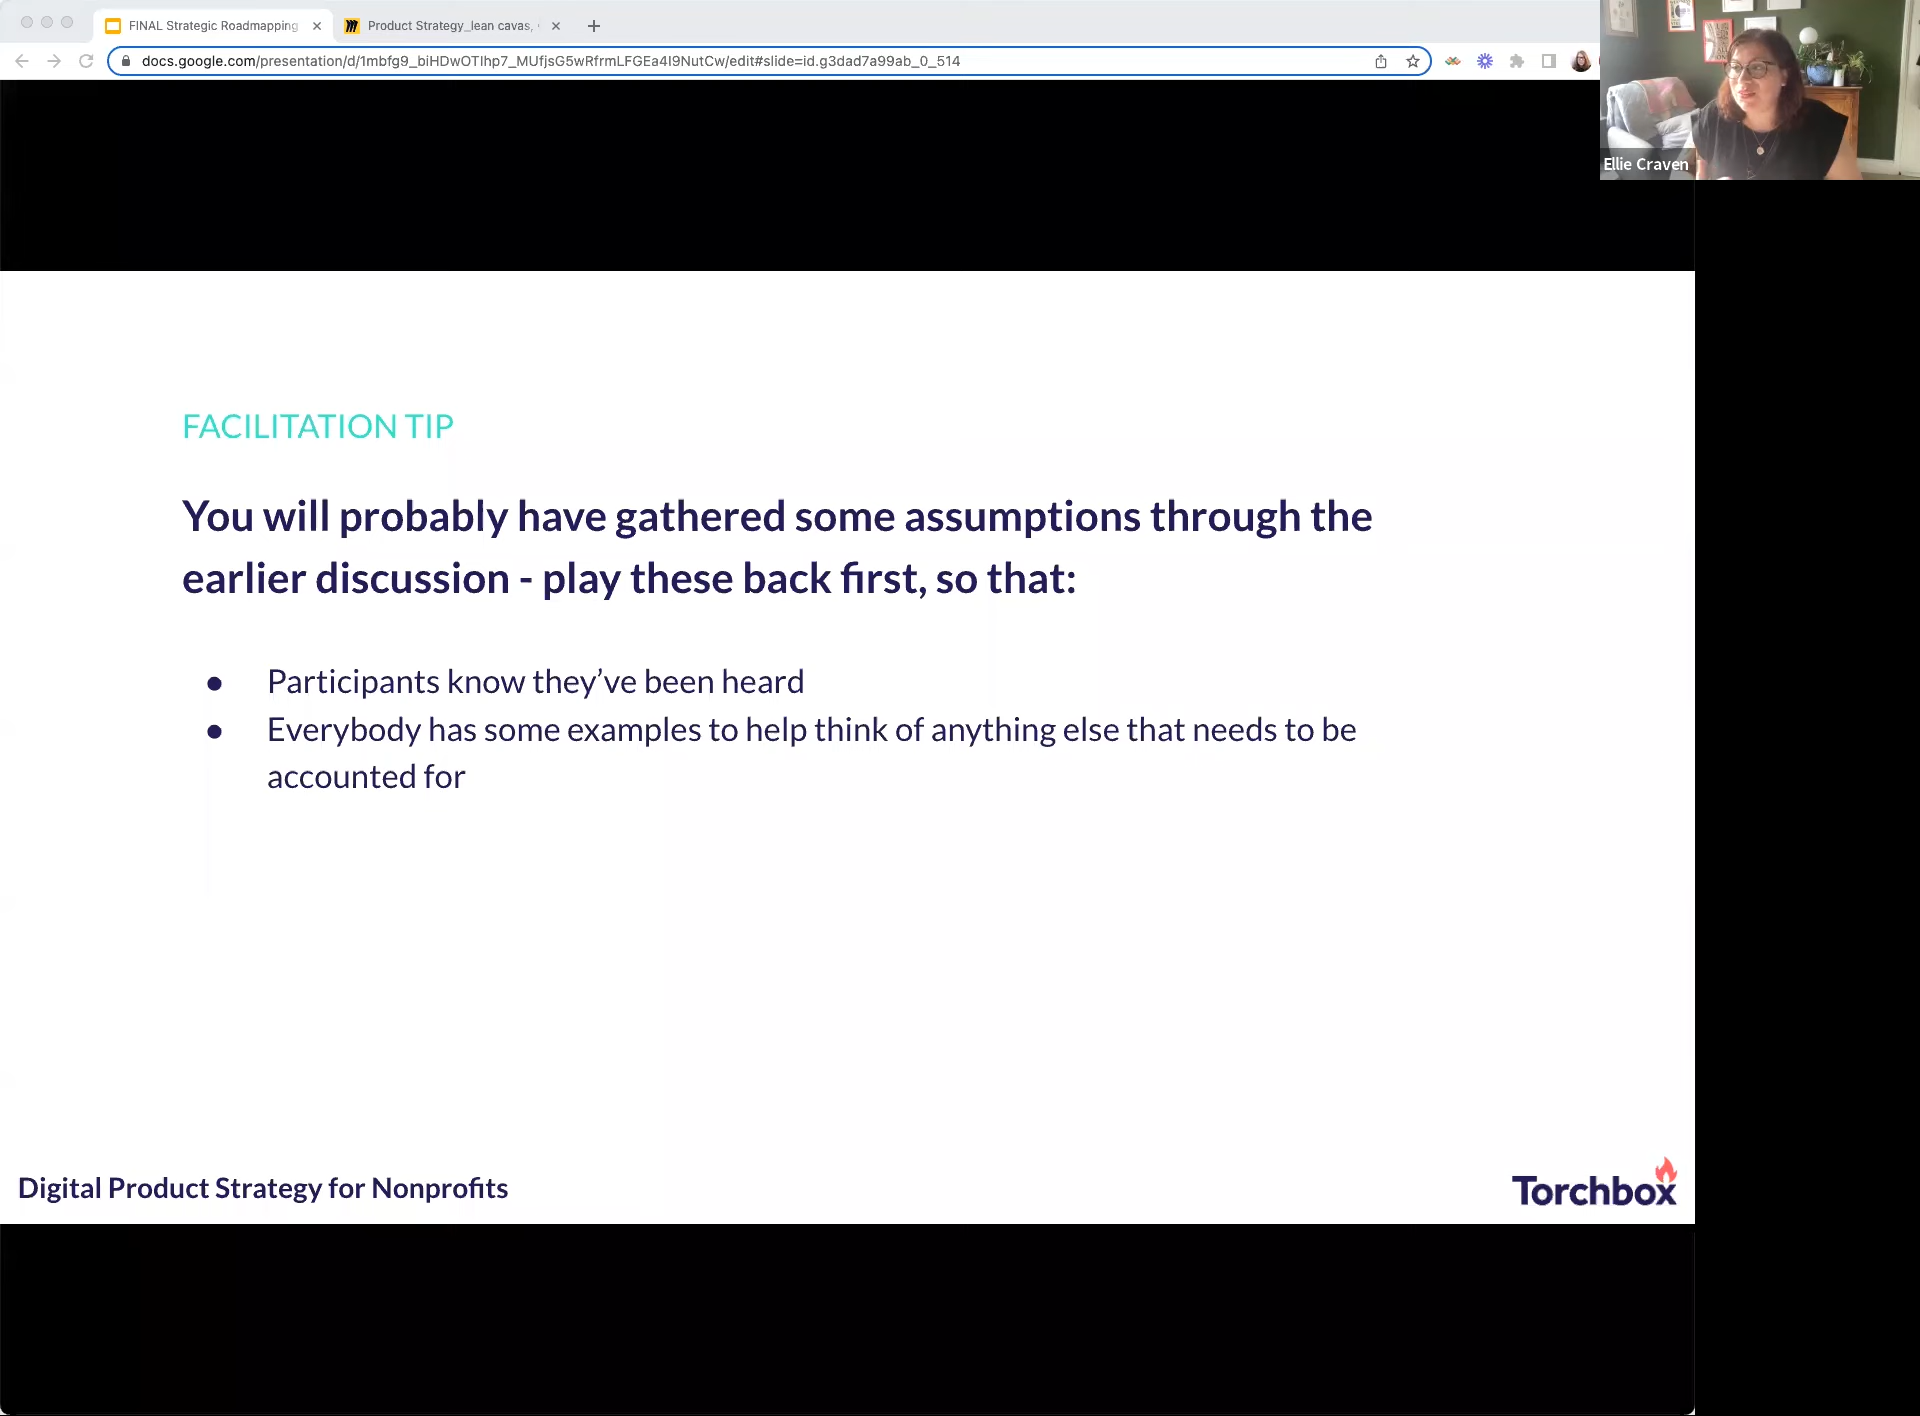 FINAL Strategic Roadmapping
Product Strategy_lean cavas,
docs.google.com/presentation/d/1mbfg9_biHDwOTlhp7_MUfjsG5wRfrmLFGEa4I9NutCw/edit#slide=id.g3dad7a99ab_0_514
Ellie Craven
FACILITATION TIP
You will probably have gathered some assumptions through the
earlier discussion - play these back first, so that:
● Participants know they’ve been heard
● Everybody has some examples to help think of anything else that needs to be
accounted for
Digital Product Strategy for Nonprofits
Torchbox